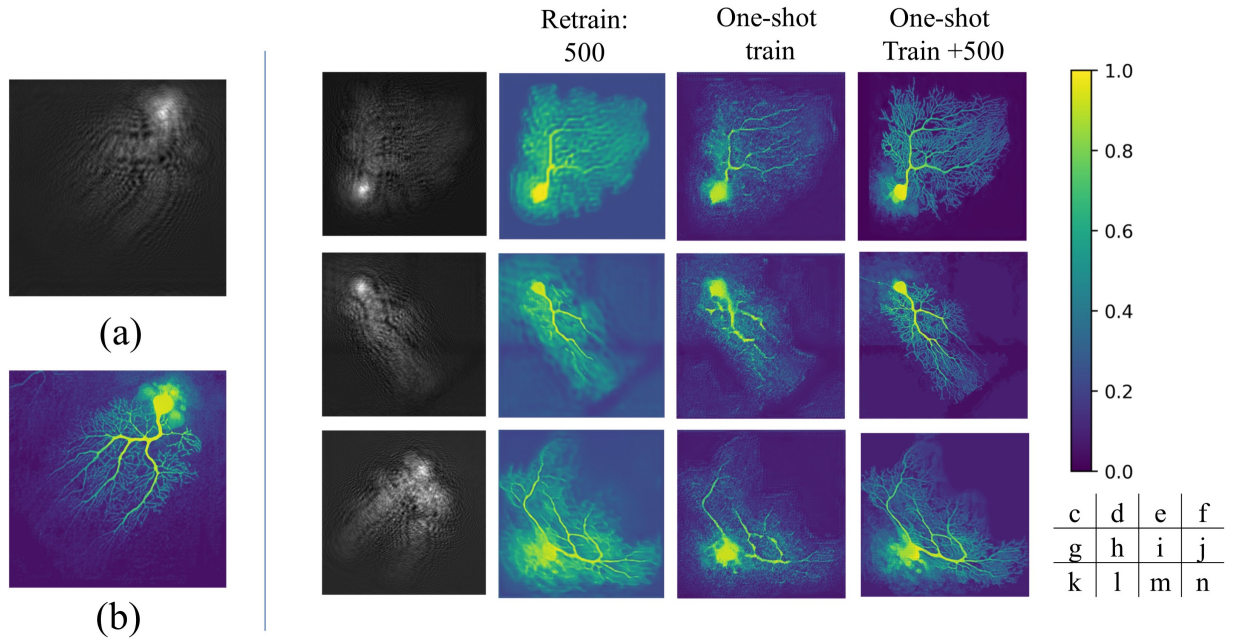 Retrain:
500
One-shot
train
One-shot
Train +500
(a)
(b)
1.0
0.8
0.6
0.4
0.2
0.0
c d e f
g h i j
k l m n